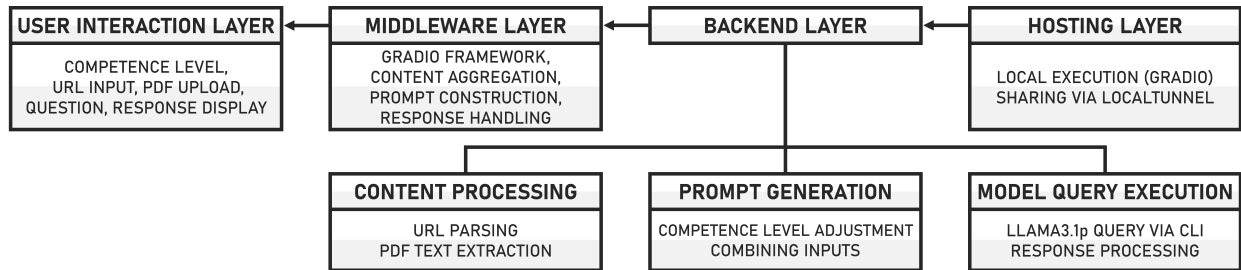 USER INTERACTION LAYER
COMPETENCE LEVEL,
URL INPUT, PDF UPLOAD,
QUESTION, RESPONSE DISPLAY
MIDDLEWARE LAYER
GRADIO FRAMEWORK,
CONTENT AGGREGATION,
PROMPT CONSTRUCTION,
RESPONSE HANDLING
BACKEND LAYER
HOSTING LAYER
LOCAL EXECUTION (GRADIO)
SHARING VIA LOCALTUNNEL
CONTENT PROCESSING
URL PARSING
PDF TEXT EXTRACTION
PROMPT GENERATION
COMPETENCE LEVEL ADJUSTMENT
COMBINING INPUTS
MODEL QUERY EXECUTION
LLAMA3.1p QUERY VIA CLI
RESPONSE PROCESSING